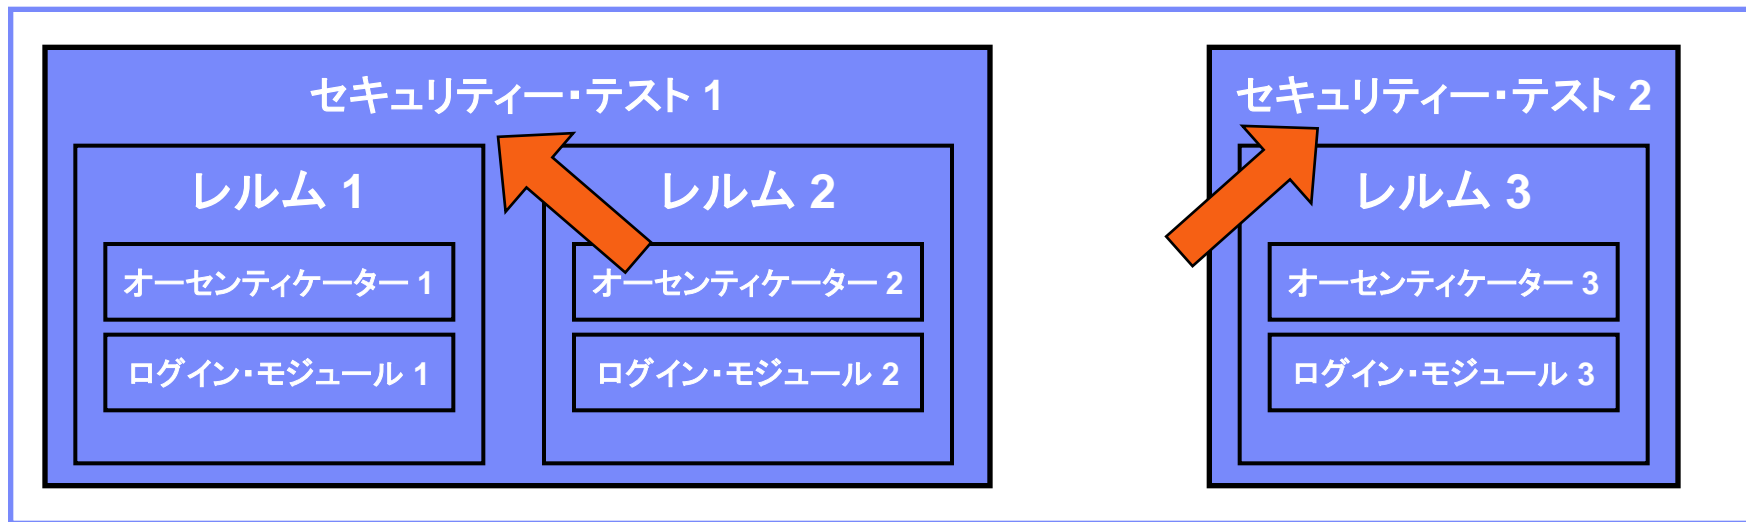 セキュリティー・テスト 1
レルム 1
オーセンティケーター 1
ログイン・モジュール 1
レルム 2
オーセンティケーター 2
ログイン・モジュール 2
セキュリティー・テスト 2
レルム 3
オーセンティケーター 3
ログイン・モジュール 3